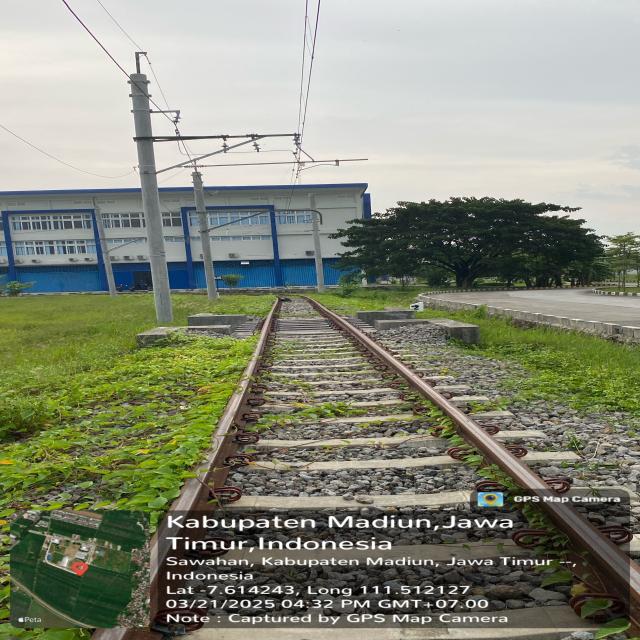 GPS Map Camera
Kabupaten Madiun,Jawa
Timur,Indonesia
Sawahan, Kabupaten Madiun, Jawa Timur --,
Indonesia
Lat -7.614243, Long 111.512127
03/21/2025 04:32 PM GMT+07:00
Note : Captured by GPS Map Camera
Peta